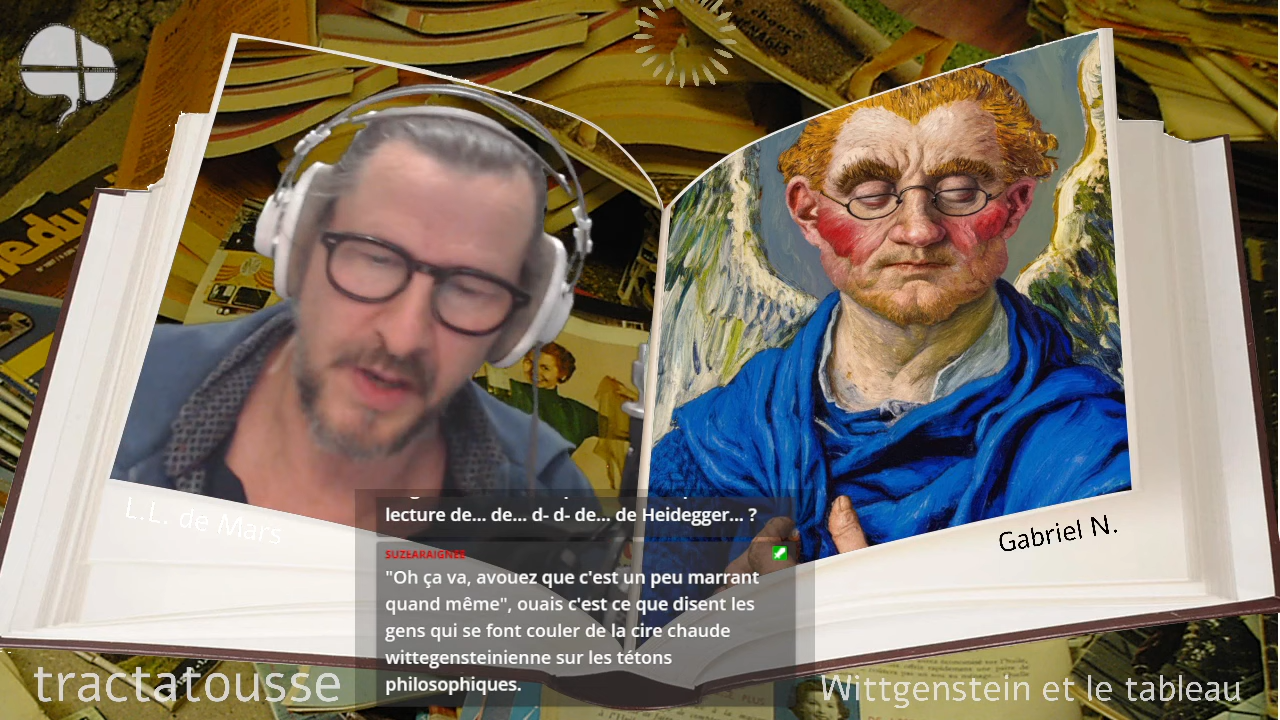 L.L. de Mars
Gabriel N.
lecture de... de... d- d- de... de Heidegger... ?
SUZEARAIGNEE
"Oh ça va, avouez que c'est un peu marrant
quand même", ouais c'est ce que disent les
gens qui se font couler de la cire chaude
wittegensteinienne sur les tétons
philosophiques.
tractatousse
Wittgenstein et le tableau